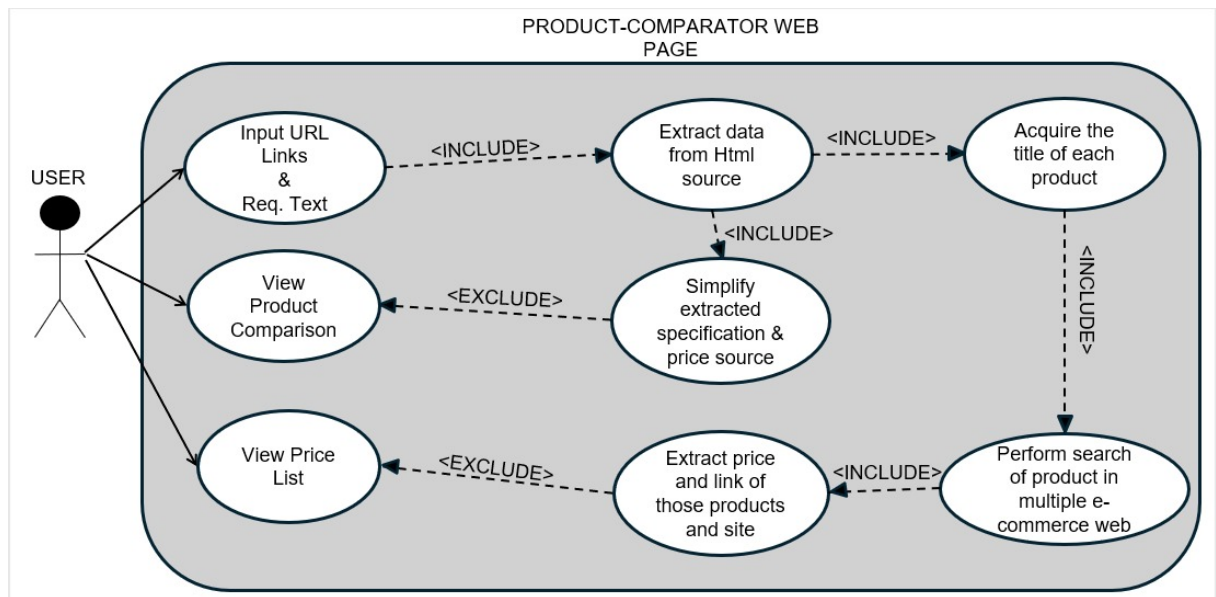 PRODUCT-COMPARATOR WEB
PAGE
USER
Input URL
Links
&
Req. Text
<INCLUDE>
Extract data
from Html
source
<INCLUDE>
Acquire the
title of each
product
<INCLUDE>
<INCLUDE>
View
Product
Comparison
<EXCLUDE>
Simplify
extracted
specification &
price source
View Price
List
<EXCLUDE>
Extract price
and link of
those products
and site
<INCLUDE>
Perform search
of product in
multiple e-
commerce web